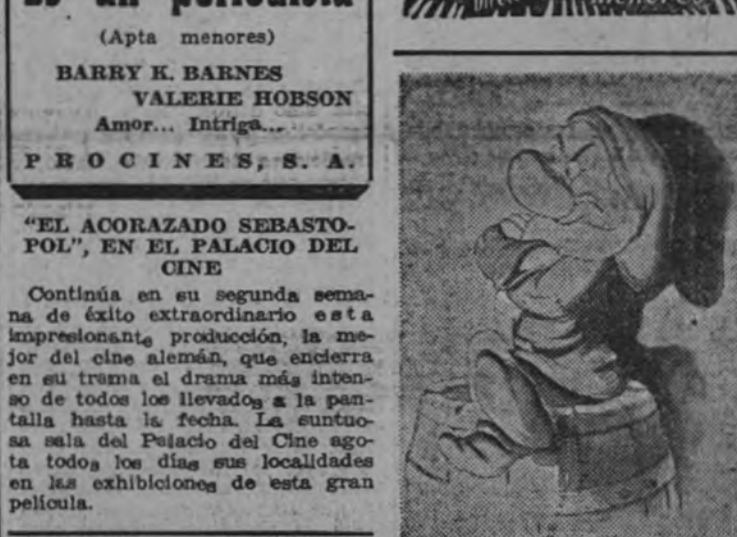 es un periodista
(Apta menores)
BARRY K. BARNES
VALERIE HOBSON
Amor... Intriga...
PROCINES, S. A.
"EL ACORAZADO SEBASTO-
POL", EN EL PALACIO DEL
CINE
Continúa en su segunda sema-
na de éxito extraordinario esta
impresionante producción, la me-
jor del cine alemán, que encierra
en su trama el drama más inten-
so de todos los llevados a la pan-
talla hasta la fecha. La suntuo-
sa sala del Palacio del Cine ago-
ta todos los días sus localidades
en las exhibiciones de esta gran
película.